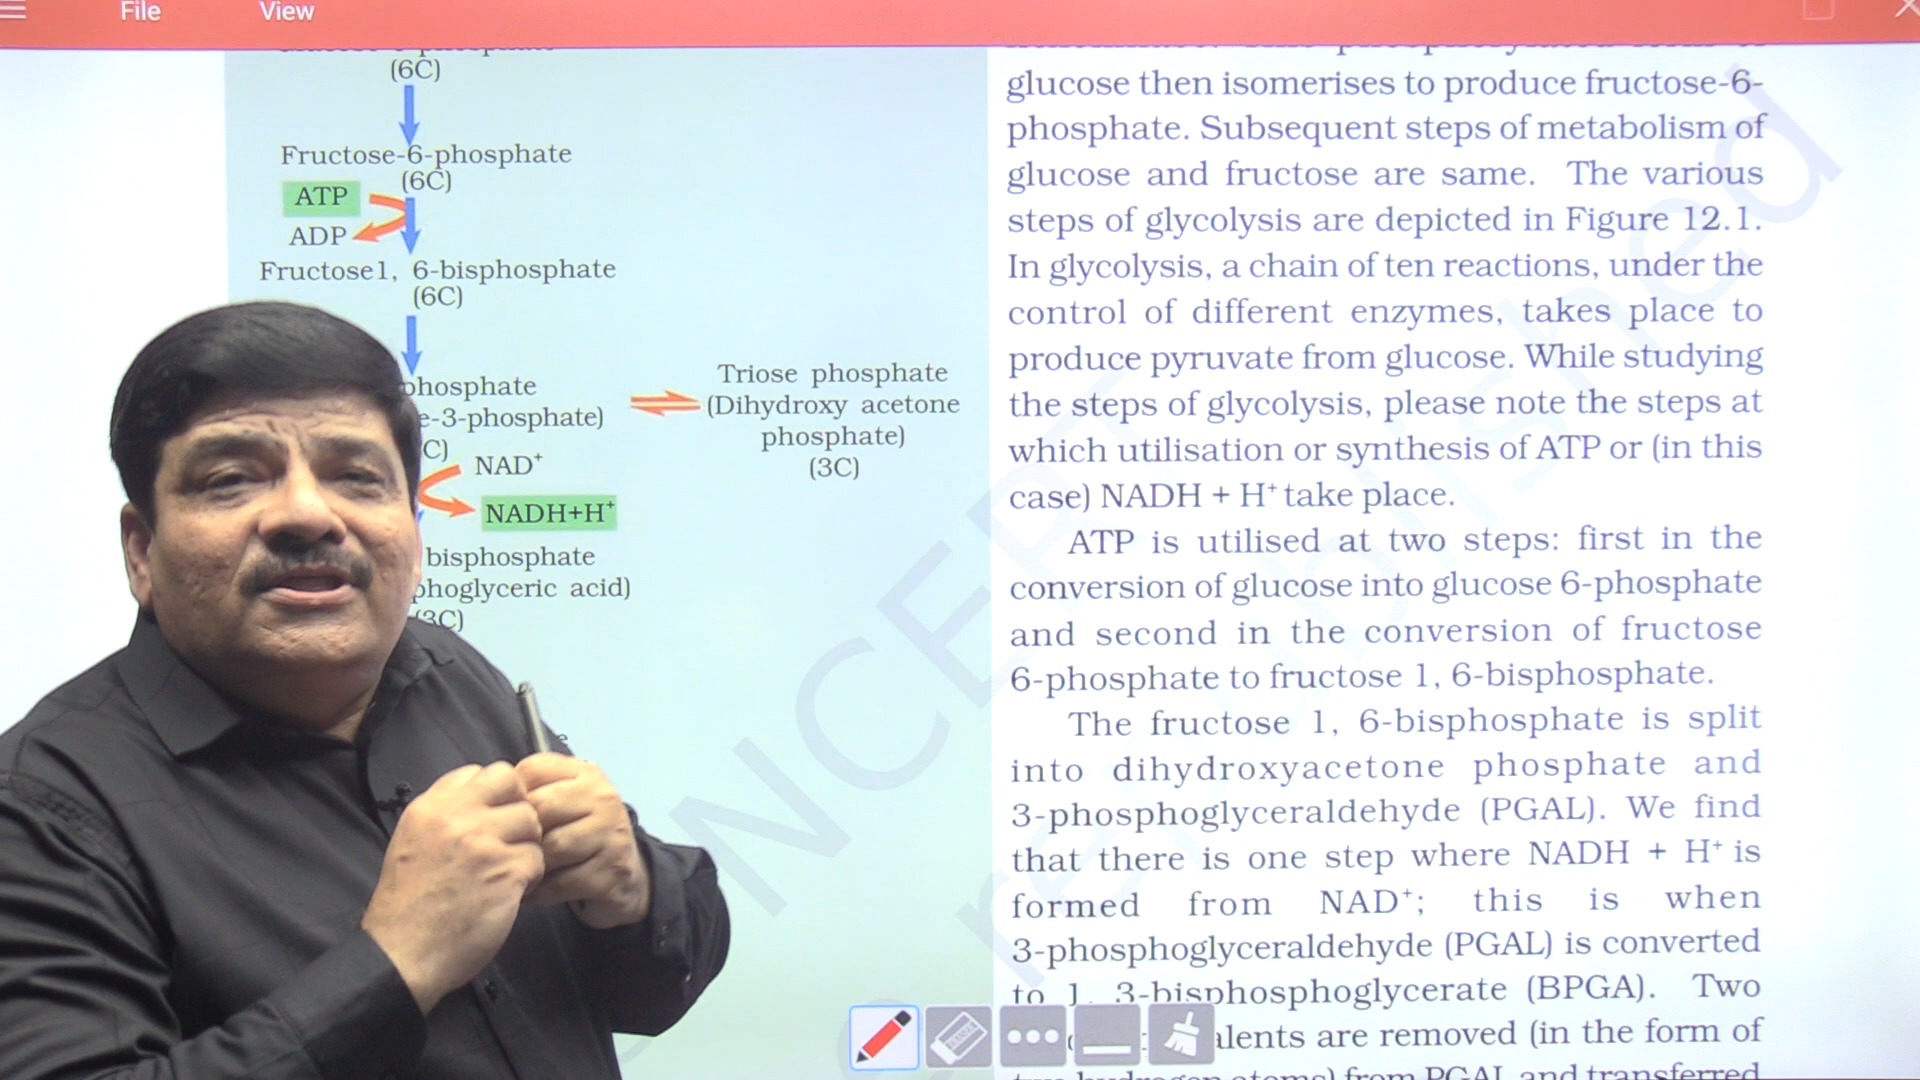 File
View
(6C)
Fructose-6-phosphate
(6C)
ATP
ADP
Fructose1, 6-bisphosphate
(6C)
phosphate
e-3-phosphate)
C)
NAD⁺
NADH+H⁺
bisphosphate
phoglyceric acid)
(3C)
Triose phosphate
(Dihydroxy acetone
phosphate)
(3C)
glucose then isomerises to produce fructose-6-
phosphate. Subsequent steps of metabolism of
glucose and fructose are same. The various
steps of glycolysis are depicted in Figure 12.1.
In glycolysis, a chain of ten reactions, under the
control of different enzymes, takes place to
produce pyruvate from glucose. While studying
the steps of glycolysis, please note the steps at
which utilisation or synthesis of ATP or (in this
case) NADH + H⁺ take place.
ATP is utilised at two steps: first in the
conversion of glucose into glucose 6-phosphate
and second in the conversion of fructose
6-phosphate to fructose 1, 6-bisphosphate.
The fructose 1, 6-bisphosphate is split
into dihydroxyacetone phosphate and
3-phosphoglyceraldehyde (PGAL). We find
that there is one step where NADH + H⁺ is
formed from NAD⁺; this is when
3-phosphoglyceraldehyde (PGAL) is converted
to 1, 3-bisphosphoglycerate (BPGA). Two
alents are removed (in the form of
from PGAL and transferred